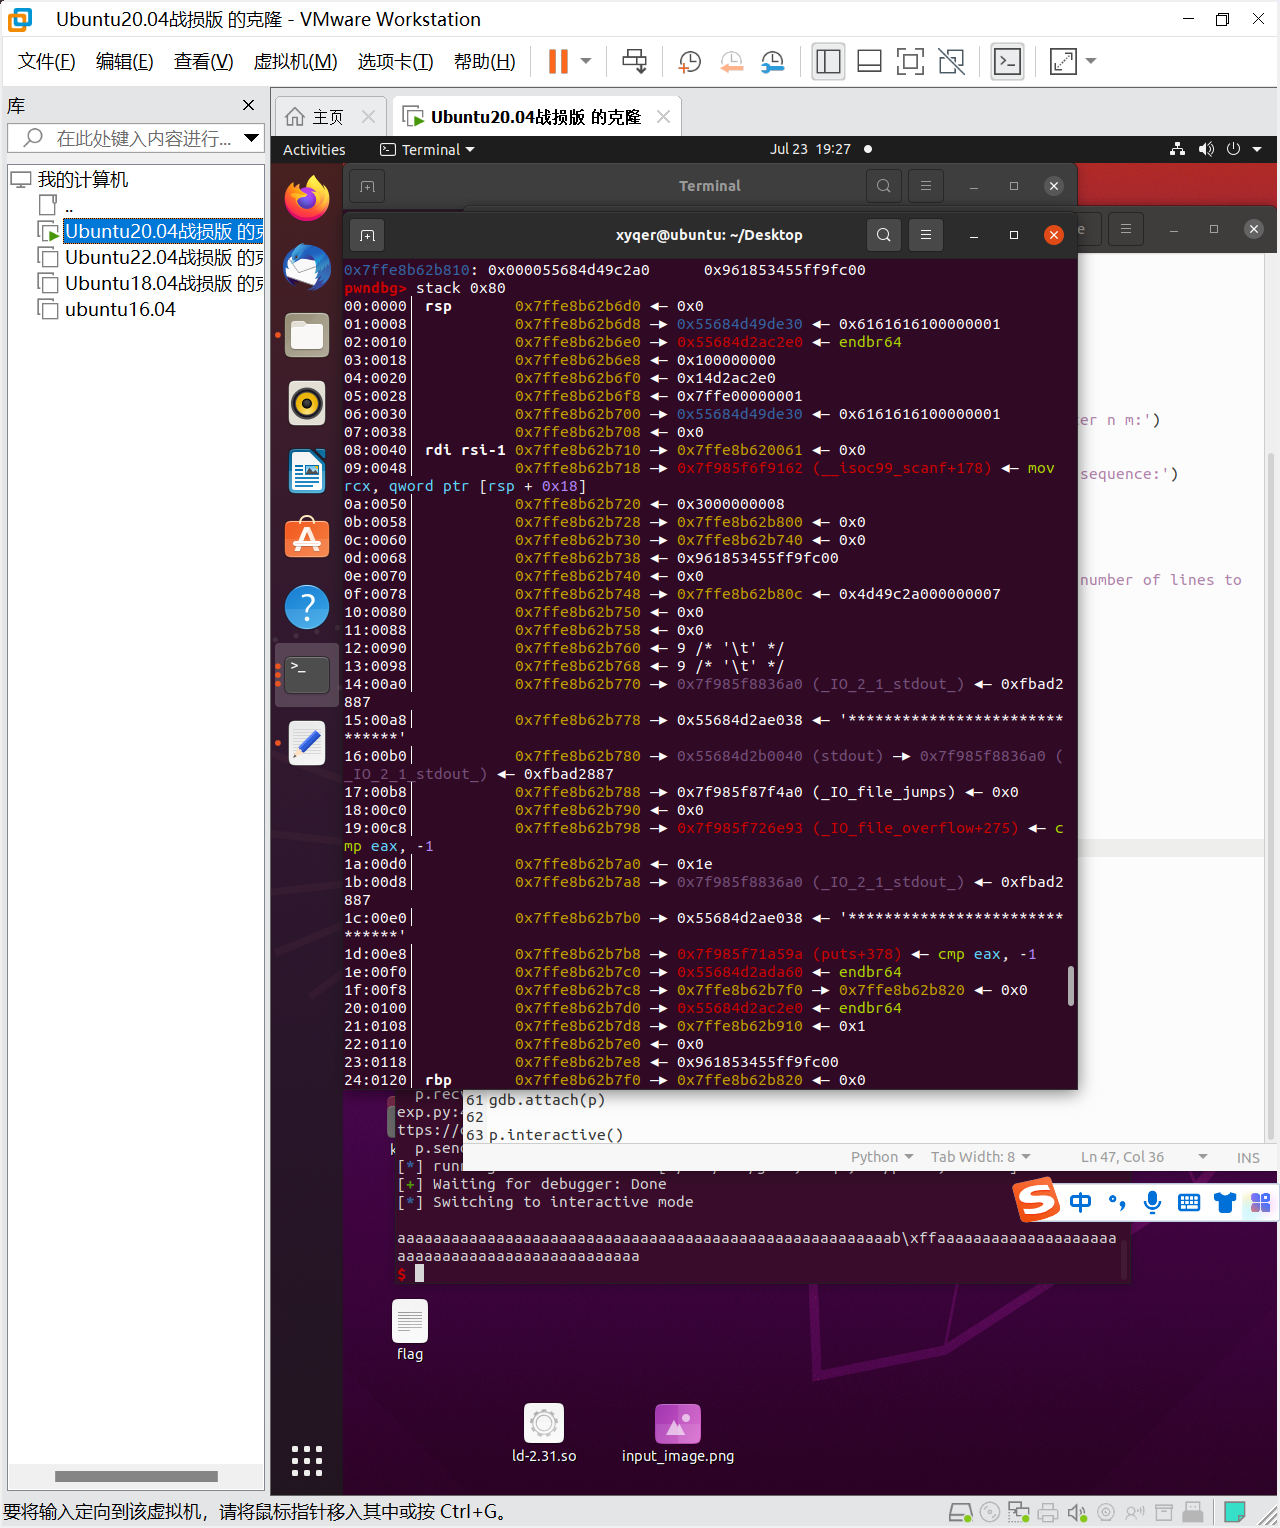 Ubuntu20.04战损版 的克隆 - VMware Workstation
文件(F) 编辑(E) 查看(V) 虚拟机(M) 选项卡(T) 帮助(H)
库
在此处键入内容进行...
我的计算机
..
Ubuntu20.04战损版 的克
Ubuntu22.04战损版 的克
Ubuntu18.04战损版 的克
ubuntu16.04
主页
Ubuntu20.04战损版 的克隆
Activities
Terminal
Jul 23 19:27
Terminal
xyqer@ubuntu: ~/Desktop
0x7ffe8b62b810: 0x000055684d49c2a0 0x961853455ff9fc00
pwndbg> stack 0x80
00:0000│ rsp 0x7ffe8b62b6d0 ◂— 0x0
01:0008│ 0x7ffe8b62b6d8 —▸ 0x55684d49de30 ◂— 0x6161616100000001
02:0010│ 0x7ffe8b62b6e0 —▸ 0x55684d2ac2e0 ◂— endbr64
03:0018│ 0x7ffe8b62b6e8 ◂— 0x100000000
04:0020│ 0x7ffe8b62b6f0 ◂— 0x14d2ac2e0
05:0028│ 0x7ffe8b62b6f8 ◂— 0x7ffe00000001
06:0030│ 0x7ffe8b62b700 —▸ 0x55684d49de30 ◂— 0x6161616100000001
07:0038│ 0x7ffe8b62b708 ◂— 0x0
08:0040│ rdi rsi-1 0x7ffe8b62b710 —▸ 0x7ffe8b620061 ◂— 0x0
09:0048│ 0x7ffe8b62b718 —▸ 0x7f985f6f9162 (__isoc99_scanf+178) ◂— mov
rcx, qword ptr [rsp + 0x18]
0a:0050│ 0x7ffe8b62b720 ◂— 0x3000000008
0b:0058│ 0x7ffe8b62b728 —▸ 0x7ffe8b62b800 ◂— 0x0
0c:0060│ 0x7ffe8b62b730 —▸ 0x7ffe8b62b740 ◂— 0x0
0d:0068│ 0x7ffe8b62b738 ◂— 0x961853455ff9fc00
0e:0070│ 0x7ffe8b62b740 ◂— 0x0
0f:0078│ 0x7ffe8b62b748 —▸ 0x7ffe8b62b80c ◂— 0x4d49c2a000000007
10:0080│ 0x7ffe8b62b750 ◂— 0x0
11:0088│ 0x7ffe8b62b758 ◂— 0x0
12:0090│ 0x7ffe8b62b760 ◂— 9 /* '\t' */
13:0098│ 0x7ffe8b62b768 ◂— 9 /* '\t' */
14:00a0│ 0x7ffe8b62b770 —▸ 0x7f985f8836a0 (_IO_2_1_stdout_) ◂— 0xfbad2
887
15:00a8│ 0x7ffe8b62b778 —▸ 0x55684d2ae038 ◂— '************************
******'
16:00b0│ 0x7ffe8b62b780 —▸ 0x55684d2b0040 (stdout) —▸ 0x7f985f8836a0 (
_IO_2_1_stdout_) ◂— 0xfbad2887
17:00b8│ 0x7ffe8b62b788 —▸ 0x7f985f87f4a0 (_IO_file_jumps) ◂— 0x0
18:00c0│ 0x7ffe8b62b790 ◂— 0x0
19:00c8│ 0x7ffe8b62b798 —▸ 0x7f985f726e93 (_IO_file_overflow+275) ◂— c
mp eax, -1
1a:00d0│ 0x7ffe8b62b7a0 ◂— 0x1e
1b:00d8│ 0x7ffe8b62b7a8 —▸ 0x7f985f8836a0 (_IO_2_1_stdout_) ◂— 0xfbad2
887
1c:00e0│ 0x7ffe8b62b7b0 —▸ 0x55684d2ae038 ◂— '************************
******'
1d:00e8│ 0x7ffe8b62b7b8 —▸ 0x7f985f71a59a (puts+378) ◂— cmp eax, -1
1e:00f0│ 0x7ffe8b62b7c0 —▸ 0x55684d2ada60 ◂— endbr64
1f:00f8│ 0x7ffe8b62b7c8 —▸ 0x7ffe8b62b7f0 —▸ 0x7ffe8b62b820 ◂— 0x0
20:0100│ 0x7ffe8b62b7d0 —▸ 0x55684d2ac2e0 ◂— endbr64
21:0108│ 0x7ffe8b62b7d8 —▸ 0x7ffe8b62b910 ◂— 0x1
22:0110│ 0x7ffe8b62b7e0 ◂— 0x0
23:0118│ 0x7ffe8b62b7e8 ◂— 0x961853455ff9fc00
24:0120│ rbp 0x7ffe8b62b7f0 —▸ 0x7ffe8b62b820 ◂— 0x0
er n m:')
sequence:')
number of lines to
61 gdb.attach(p)
62
63 p.interactive()
Python Tab Width: 8 Ln 47, Col 36 INS
p.rec
exp.py:
ttps://
p.sen
[*] runn
[+] Waiting for debugger: Done
[*] Switching to interactive mode
aaaaaaaaaaaaaaaaaaaaaaaaaaaaaaaaaaaaaaaaaaaaaaaaaaaaaaab\xffaaaaaaaaaaaaaaaaaaaa
aaaaaaaaaaaaaaaaaaaaaaaaaaa
$
中
flag
ld-2.31.so
input_image.png
要将输入定向到该虚拟机，请将鼠标指针移入其中或按 Ctrl+G。